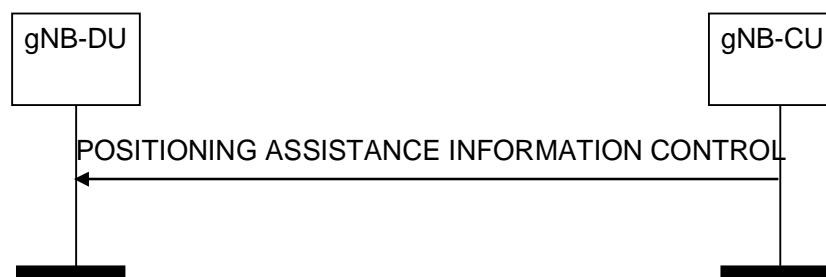 gNB-DU
gNB-CU
POSITIONING ASSISTANCE INFORMATION CONTROL